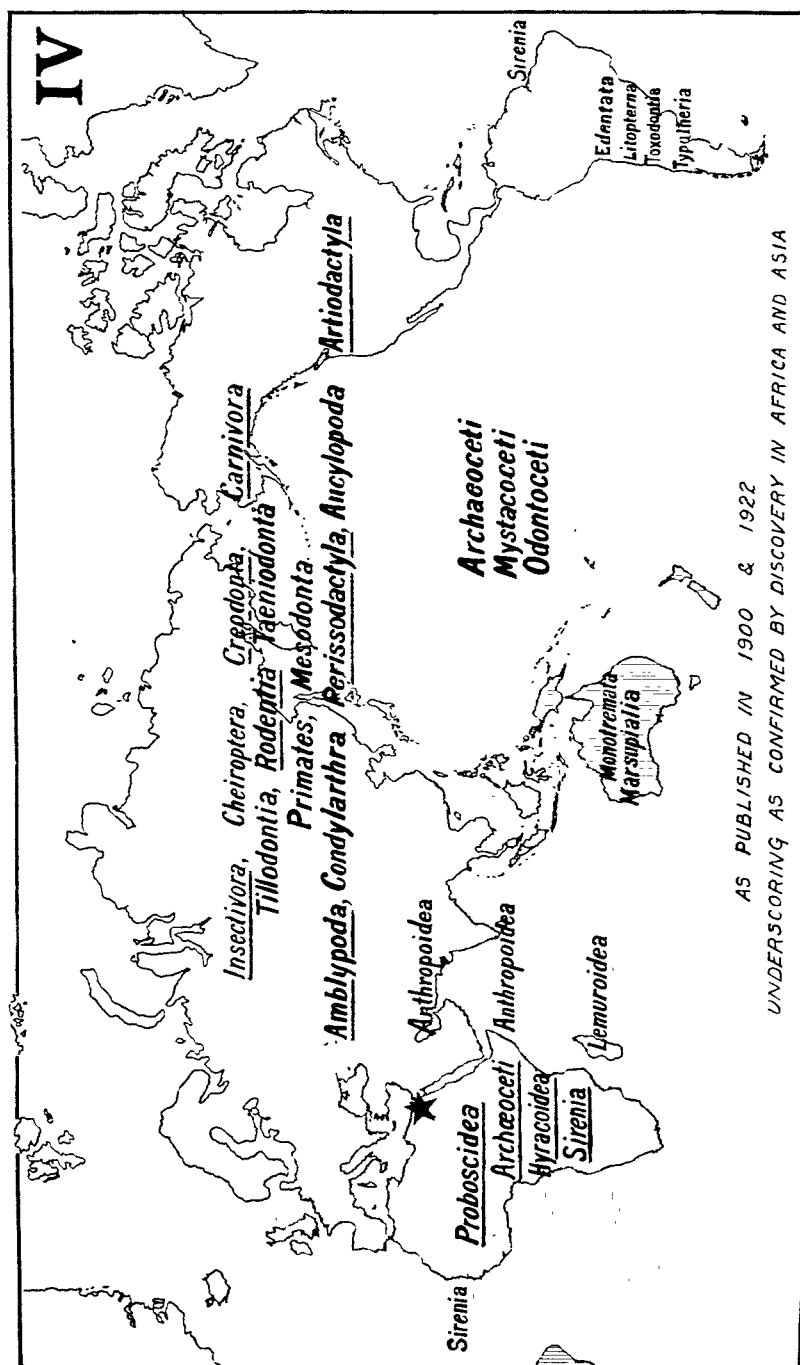 IV
Insectivora, Cheiroptera, Creodonta, Carnivora
Tillodontia, Rodentia Taeniodonta
Primates, Mesodonta
Amblypoda, Condylarthra Perissodactyla, Ancylopoda Artiodactyla
Anthropoidea
Sirenia
Proboscidea
Archæoceti
Hyracoidea
Sirenia
Anthropoidea
Lemuroidea
Monotremata
Marsupialia
Archaeoceti
Mystacoceti
Odontoceti
Sirenia
Edentata
Litopterna
Toxodontia
Typotheria
AS PUBLISHED IN 1900 & 1922
UNDERSCORING AS CONFIRMED BY DISCOVERY IN AFRICA AND ASIA